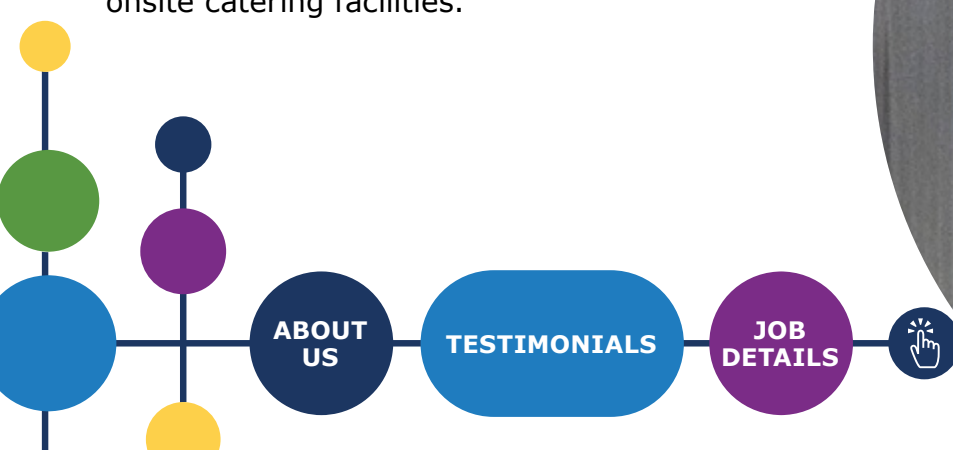 onsite catering facilities.
ABOUT
US
TESTIMONIALS
JOB
DETAILS